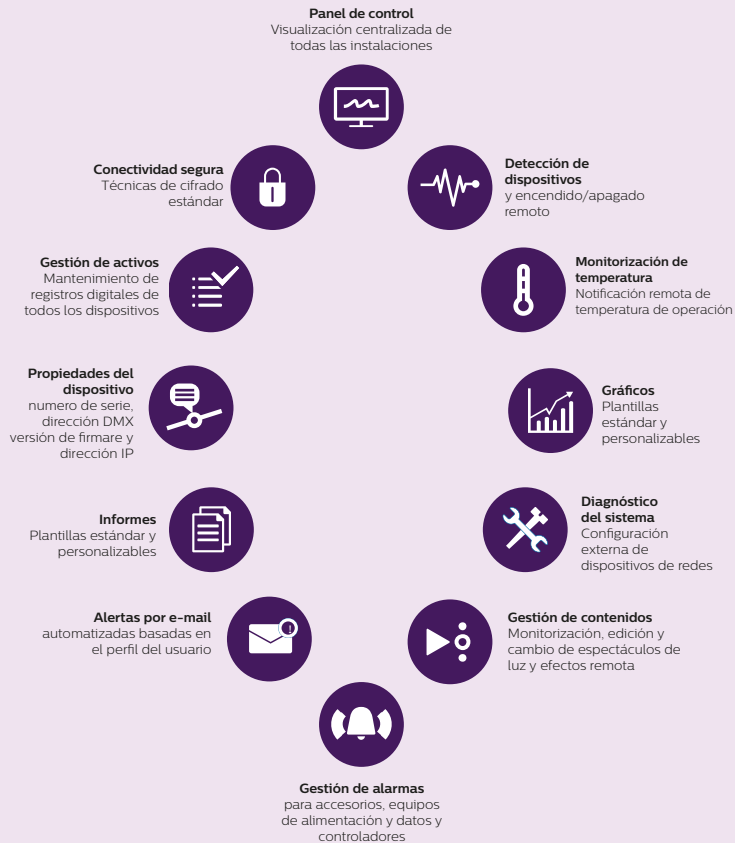 Panel de control
Visualización centralizada de
todas las instalaciones
Conectividad segura
Técnicas de cifrado
estándar
Detección de
dispositivos
y encendido/apagado
remoto
Gestión de activos
Mantenimiento de
registros digitales de
todos los dispositivos
Monitorización de
temperatura
Notificación remota de
temperatura de operación
Propiedades del
dispositivo
numero de serie,
dirección DMX
versión de firmare y
dirección IP
Gráficos
Plantillas
estándar y
personalizables
Informes
Plantillas estándar y
personalizables
Diagnóstico
del sistema
Configuración
externa de
dispositivos de redes
Alertas por e-mail
automatizadas basadas en
el perfil del usuario
Gestión de contenidos
Monitorización, edición y
cambio de espectáculos de
luz y efectos remota
Gestión de alarmas
para accesorios, equipos
de alimentación y datos y
controladores